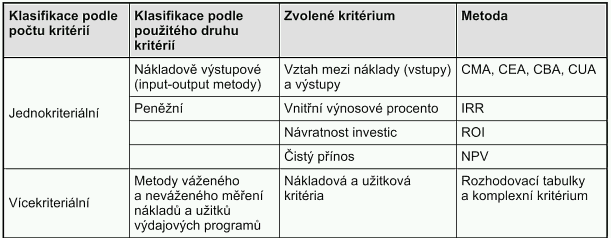 Klasifikace podle počtu kritérií | Klasifikace podle použitého druhu kritérií | Zvolené kritérium | Metoda
Jednokriteriální | Nákladově výstupové (input-output metody) | Vztah mezi náklady (vstupy) a výstupy | CMA, CEA, CBA, CUA
Peněžní | Vnitřní výnosové procento | IRR
Návratnost investic | ROI
Čistý přínos | NPV
Vícekriteriální | Metody váženého a neváženého měření nákladů a užitků výdajových programů | Nákladová a užitková kritéria | Rozhodovací tabulky a komplexní kritérium